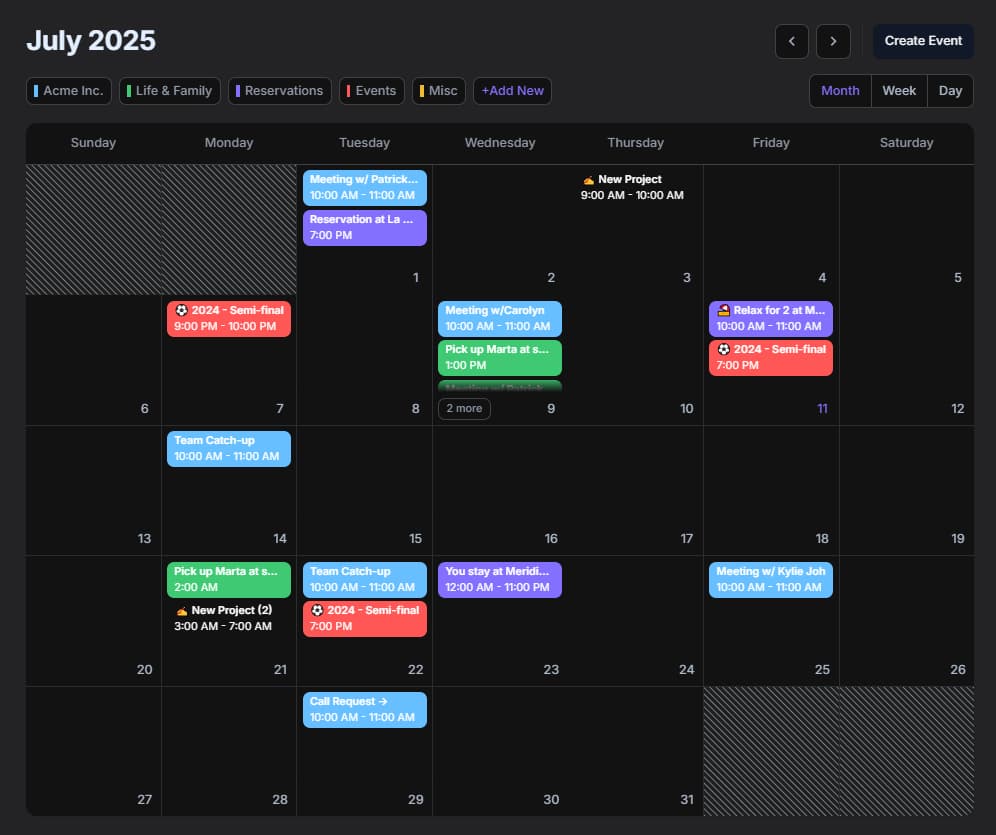 July 2025
Create Event
Acme Inc. Life & Family Reservations Events Misc +Add New
Month Week Day
Sunday Monday Tuesday Wednesday Thursday Friday Saturday
Meeting w/ Patrick...
10:00 AM - 11:00 AM
Reservation at La ...
7:00 PM
✍️ New Project
9:00 AM - 10:00 AM
1 2 3 4 5
⚽ 2024 - Semi-final
9:00 PM - 10:00 PM
Meeting w/Carolyn
10:00 AM - 11:00 AM
Pick up Marta at s...
1:00 PM
Meeting w/ Patrick...
2 more
Relax for 2 at M...
10:00 AM - 11:00 AM
⚽ 2024 - Semi-final
7:00 PM
6 7 8 9 10 11 12
Team Catch-up
10:00 AM - 11:00 AM
13 14 15 16 17 18 19
Pick up Marta at s...
2:00 AM
✍️ New Project (2)
3:00 AM - 7:00 AM
Team Catch-up
10:00 AM - 11:00 AM
⚽ 2024 - Semi-final
7:00 PM
You stay at Meridi...
12:00 AM - 11:00 PM
Meeting w/ Kylie Joh
10:00 AM - 11:00 AM
20 21 22 23 24 25 26
Call Request →
10:00 AM - 11:00 AM
27 28 29 30 31